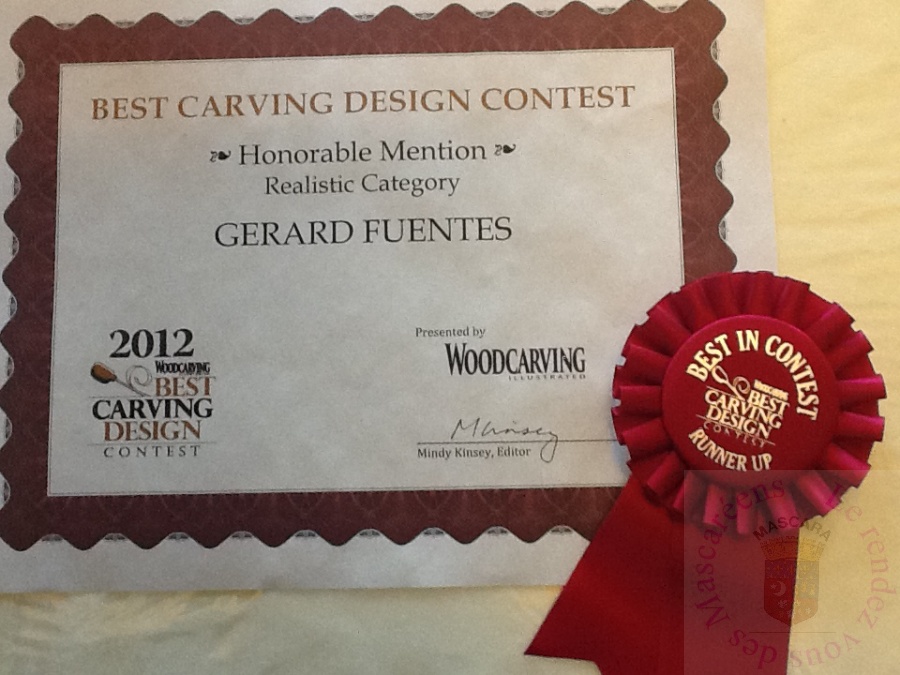 BEST CARVING DESIGN CONTEST
Honorable Mention
Realistic Category
GERARD FUENTES
2012
WOODCARVING
BEST
CARVING
DESIGN
CONTEST
Presented by
WOODCARVING
ILLUSTRATED
MKinsey
Mindy Kinsey, Editor
BEST IN CONTEST
BEST
CARVING
DESIGN
CONTEST
RUNNER UP
MASCARA
Le rendez vous des Mascaréens